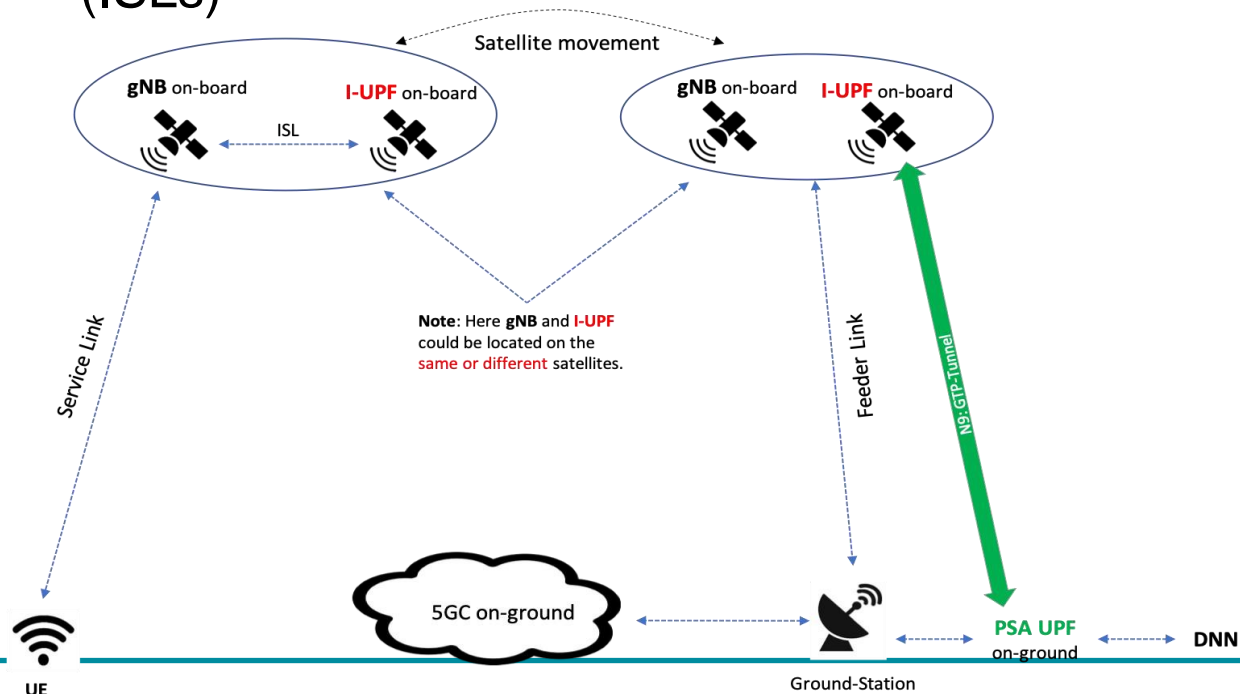 (ISLs)
Satellite movement
gNB on-board
I-UPF on-board
ISL
gNB on-board
I-UPF on-board
Note: Here gNB and I-UPF
could be located on the
same or different satellites.
Service Link
Feeder Link
N9: GTP-Tunnel
5GC on-ground
PSA UPF
on-ground
DNN
UE
Ground-Station